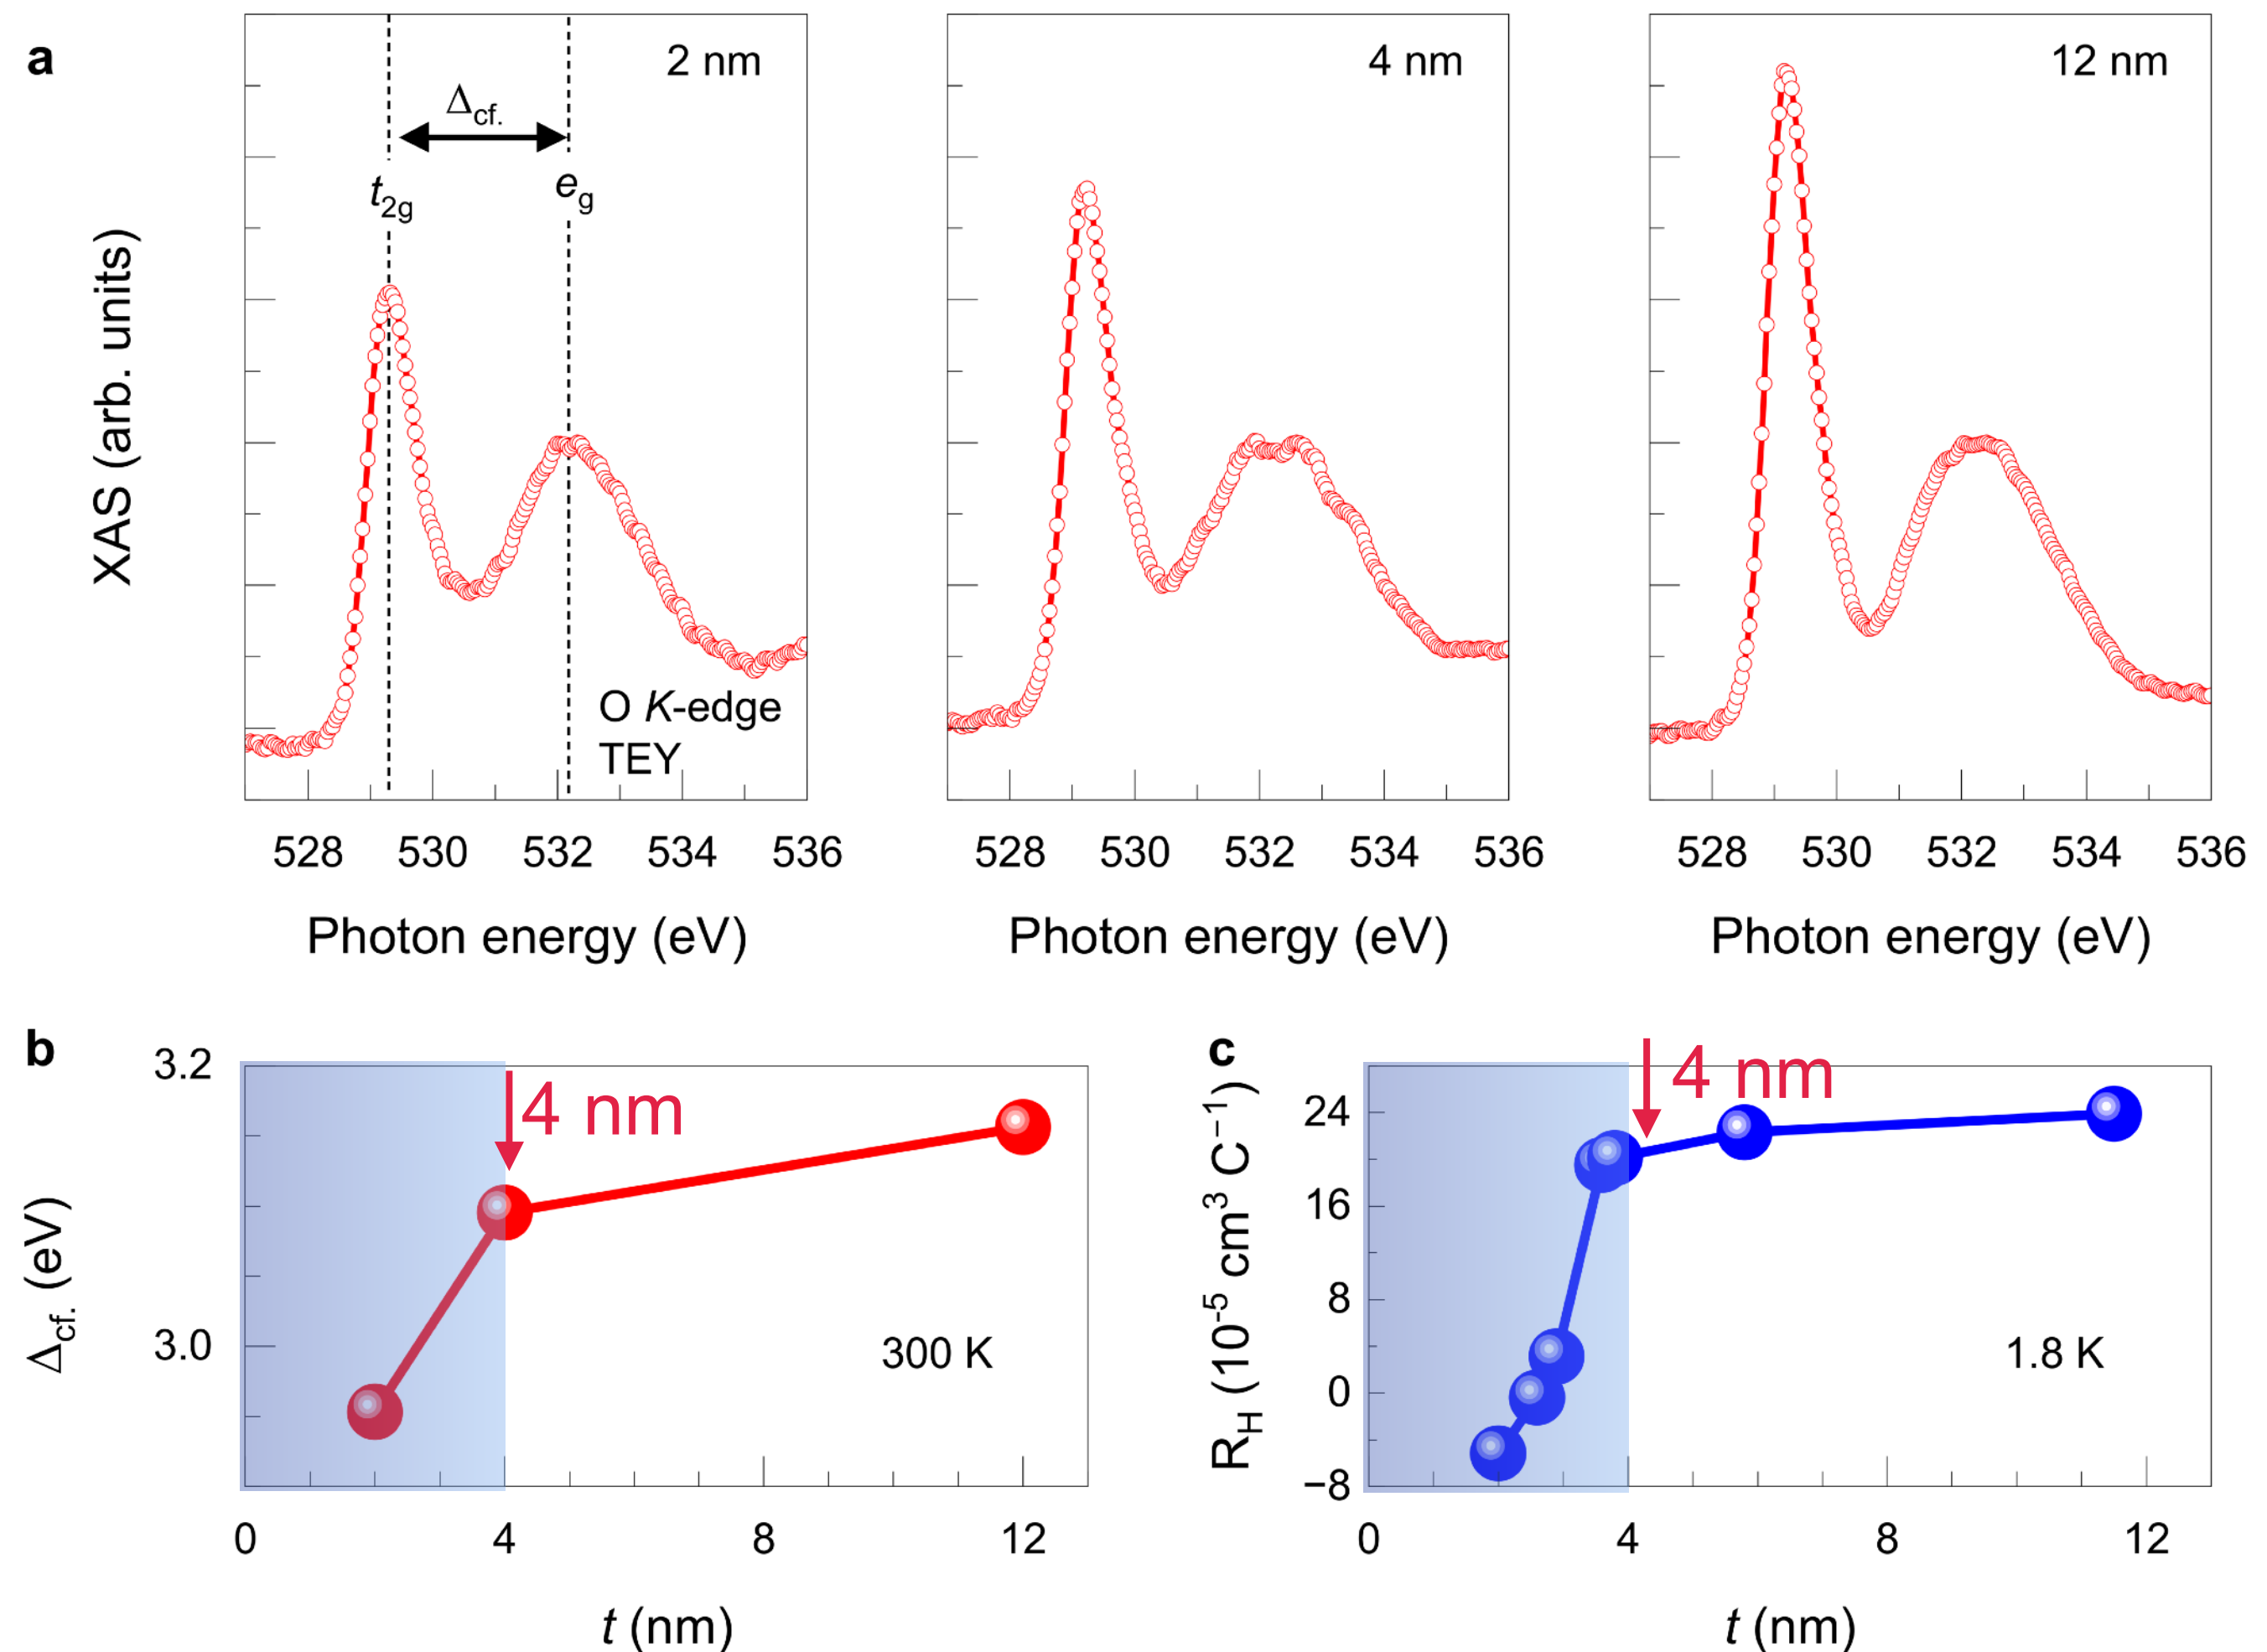 a
2 nm
4 nm
12 nm
Δcf.
t2g
eg
XAS (arb. units)
O K-edge
TEY
528 530 532 534 536
528 530 532 534 536
528 530 532 534 536
Photon energy (eV)
Photon energy (eV)
Photon energy (eV)
b
3.2
3.0
Δcf. (eV)
4 nm
300 K
0 4 8 12
t (nm)
c
24
16
8
0
−8
RH (10-5 cm3 C−1)
4 nm
1.8 K
0 4 8 12
t (nm)